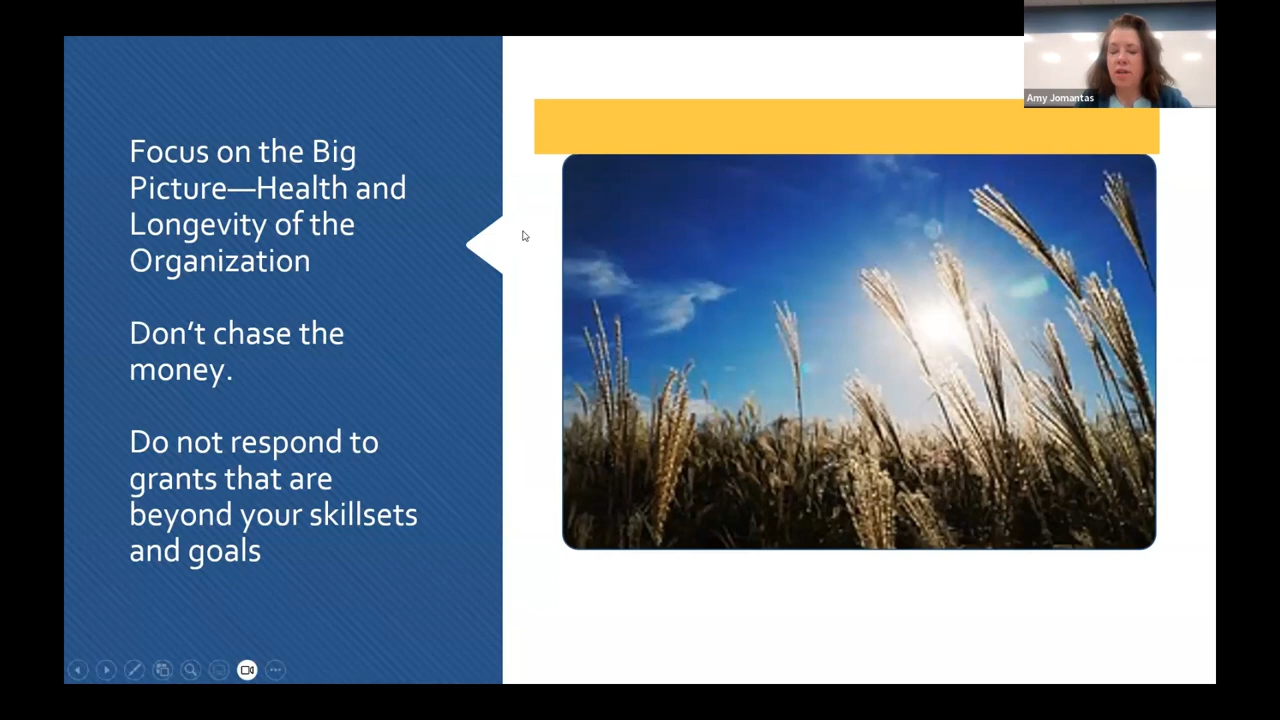 Amy Jomantas
Focus on the Big
Picture—Health and
Longevity of the
Organization
Don’t chase the
money.
Do not respond to
grants that are
beyond your skillsets
and goals